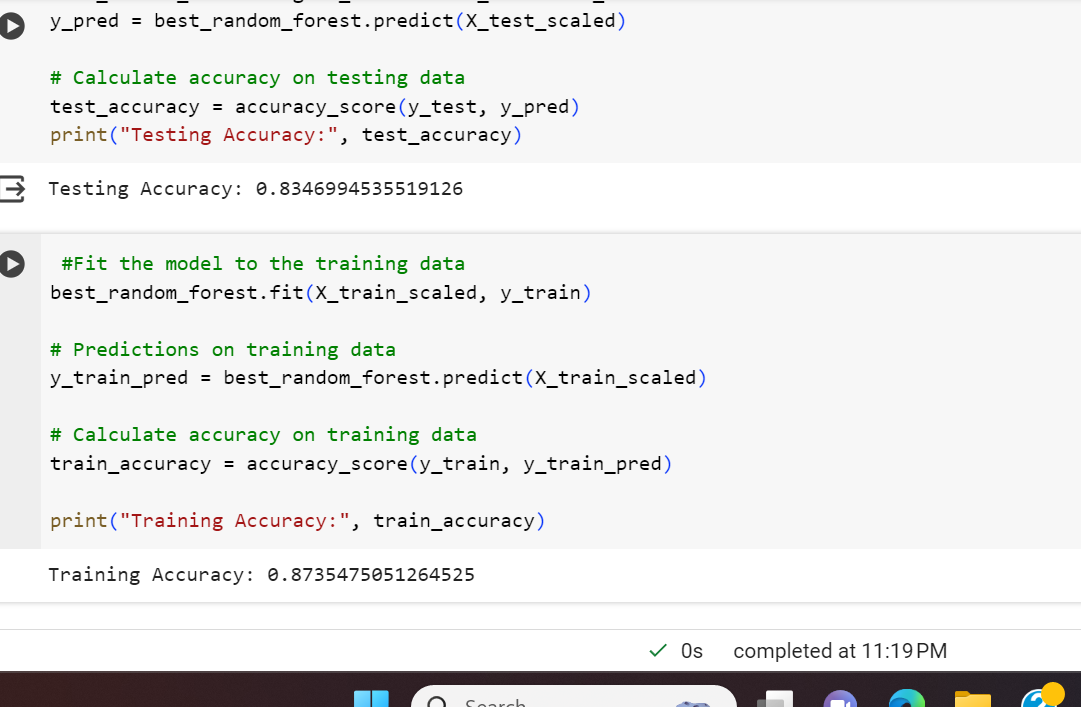 y_pred = best_random_forest.predict(X_test_scaled)
# Calculate accuracy on testing data
test_accuracy = accuracy_score(y_test, y_pred)
print("Testing Accuracy:", test_accuracy)
Testing Accuracy: 0.8346994535519126
#Fit the model to the training data
best_random_forest.fit(X_train_scaled, y_train)
# Predictions on training data
y_train_pred = best_random_forest.predict(X_train_scaled)
# Calculate accuracy on training data
train_accuracy = accuracy_score(y_train, y_train_pred)
print("Training Accuracy:", train_accuracy)
Training Accuracy: 0.8735475051264525
0s completed at 11:19 PM
Search